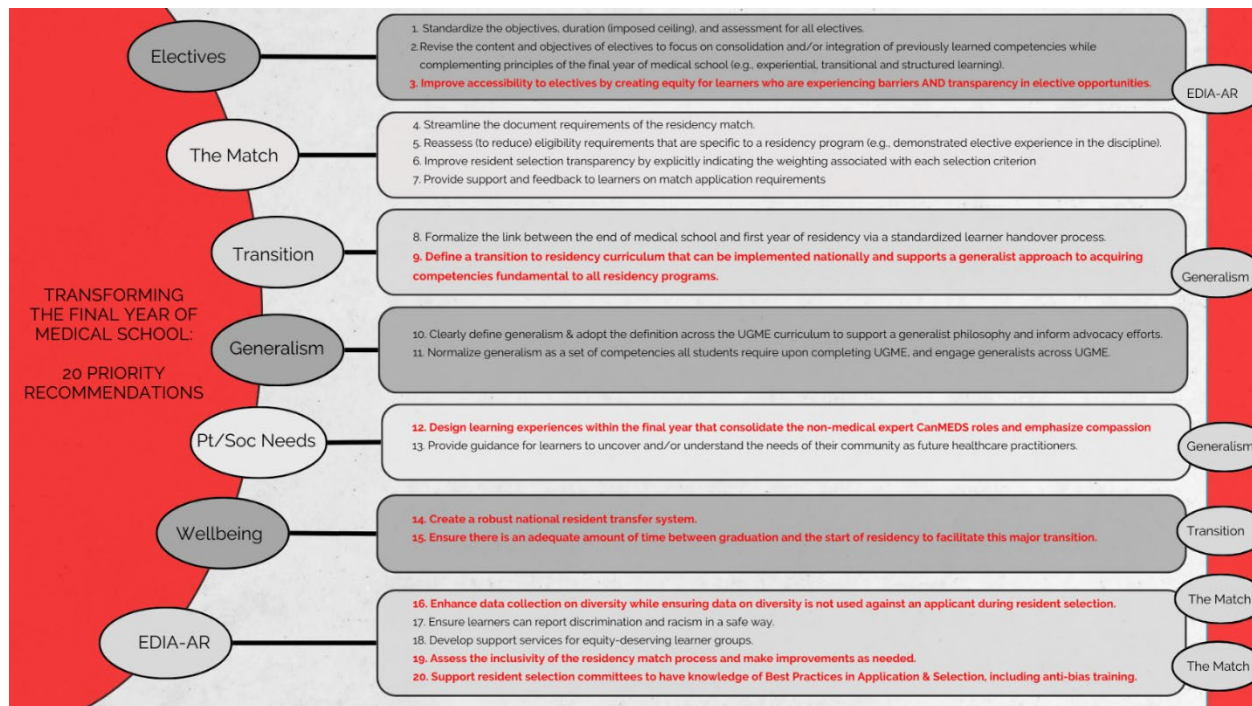 TRANSFORMING
THE FINAL YEAR OF
MEDICAL SCHOOL:
20 PRIORITY
RECOMMENDATIONS
Electives
1. Standardize the objectives, duration (imposed ceiling), and assessment for all electives.
2. Revise the content and objectives of electives to focus on consolidation and/or integration of previously learned competencies while
complementing principles of the final year of medical school (e.g., experiential, transitional and structured learning).
3. Improve accessibility to electives by creating equity for learners who are experiencing barriers AND transparency in elective opportunities.
EDIA-AR
The Match
4. Streamline the document requirements of the residency match.
5. Reassess (to reduce) eligibility requirements that are specific to a residency program (e.g., demonstrated elective experience in the discipline).
6. Improve resident selection transparency by explicitly indicating the weighting associated with each selection criterion
7. Provide support and feedback to learners on match application requirements
Transition
8. Formalize the link between the end of medical school and first year of residency via a standardized learner handover process.
9. Define a transition to residency curriculum that can be implemented nationally and supports a generalist approach to acquiring
competencies fundamental to all residency programs.
Generalism
Generalism
10. Clearly define generalism & adopt the definition across the UGME curriculum to support a generalist philosophy and inform advocacy efforts.
11. Normalize generalism as a set of competencies all students require upon completing UGME, and engage generalists across UGME.
Pt/Soc Needs
12. Design learning experiences within the final year that consolidate the non-medical expert CanMEDS roles and emphasize compassion
13. Provide guidance for learners to uncover and/or understand the needs of their community as future healthcare practitioners.
Generalism
Wellbeing
14. Create a robust national resident transfer system.
15. Ensure there is an adequate amount of time between graduation and the start of residency to facilitate this major transition.
Transition
EDIA-AR
16. Enhance data collection on diversity while ensuring data on diversity is not used against an applicant during resident selection.
17. Ensure learners can report discrimination and racism in a safe way.
18. Develop support services for equity-deserving learner groups.
19. Assess the inclusivity of the residency match process and make improvements as needed.
20. Support resident selection committees to have knowledge of Best Practices in Application & Selection, including anti-bias training.
The Match
The Match